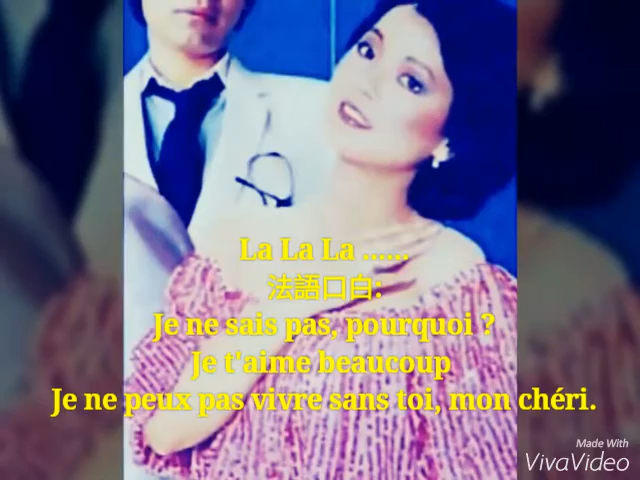 La La La ......
法語口白:
Je ne sais pas, pourquoi ?
Je t'aime beaucoup
Je ne peux pas vivre sans toi, mon chéri.
Made With
VivaVideo